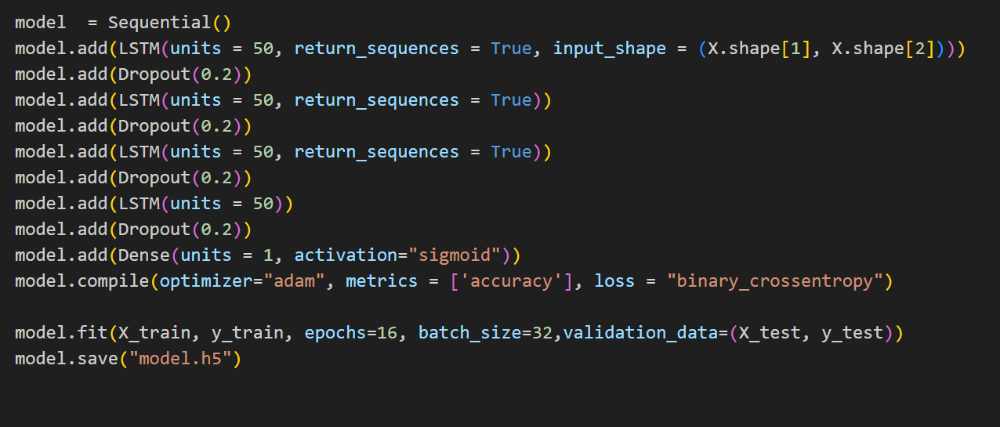 model  = Sequential()
model.add(LSTM(units = 50, return_sequences = True, input_shape = (X.shape[1], X.shape[2])))
model.add(Dropout(0.2))
model.add(LSTM(units = 50, return_sequences = True))
model.add(Dropout(0.2))
model.add(LSTM(units = 50, return_sequences = True))
model.add(Dropout(0.2))
model.add(LSTM(units = 50))
model.add(Dropout(0.2))
model.add(Dense(units = 1, activation="sigmoid"))
model.compile(optimizer="adam", metrics = ['accuracy'], loss = "binary_crossentropy")
model.fit(X_train, y_train, epochs=16, batch_size=32,validation_data=(X_test, y_test))
model.save("model.h5")